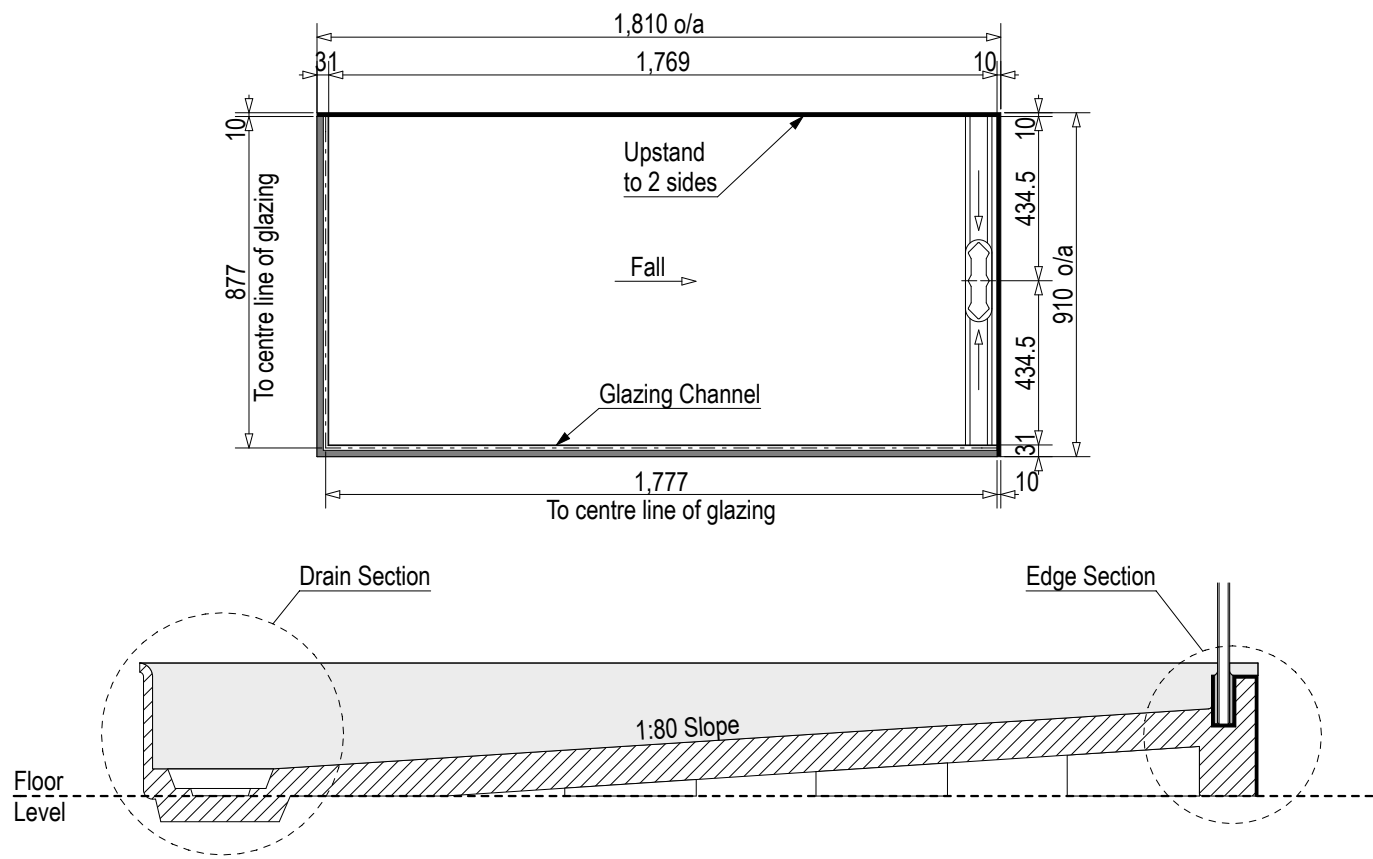 1,810 o/a
31
1,769
10
10
10
Upstand
to 2 sides
434.5
877
To centre line of glazing
Fall
910 o/a
434.5
Glazing Channel
31
1,777
10
To centre line of glazing
Drain Section
Edge Section
1:80 Slope
Floor
Level